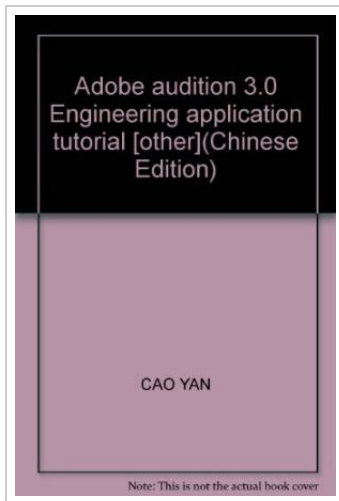 Adobe audition 3.0
Engineering application
tutorial [other](Chinese
Edition)
CAO YAN
Note: This is not the actual book cover